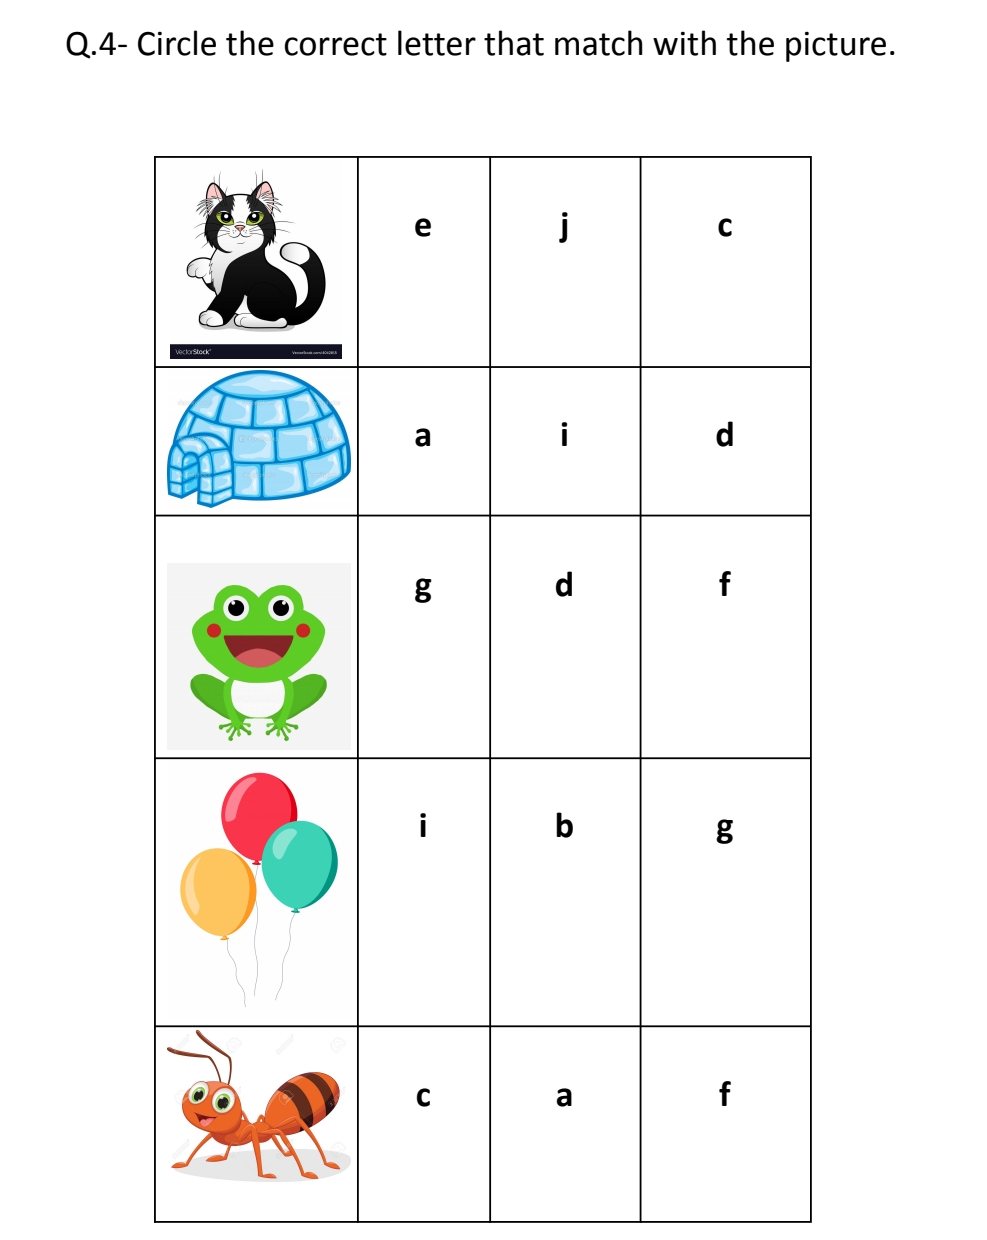 Q.4- Circle the correct letter that match with the picture.
e j c
VectorStock
a i d
g d f
i b g
c a f